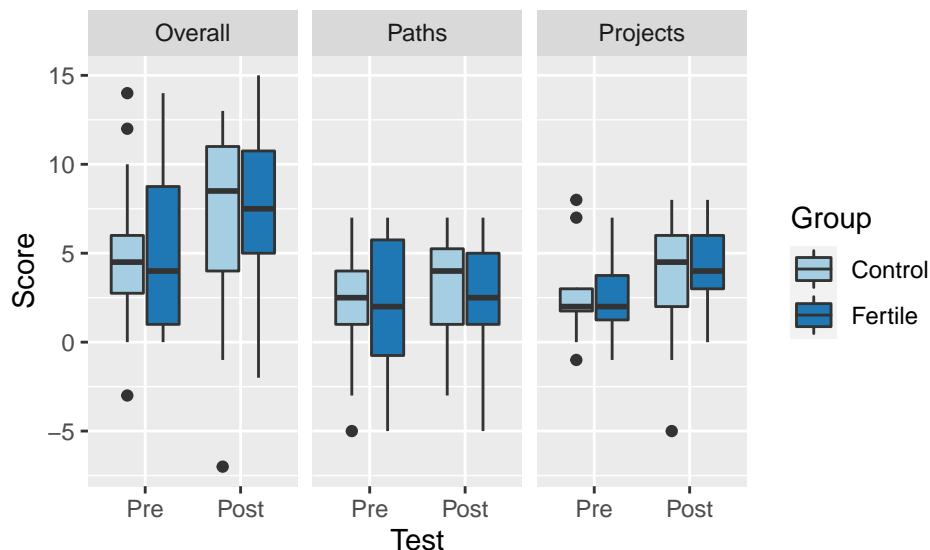 Overall Paths Projects
15
10
5
0
−5
Score
Pre Post Pre Post Pre Post
Test
Group
Control
Fertile